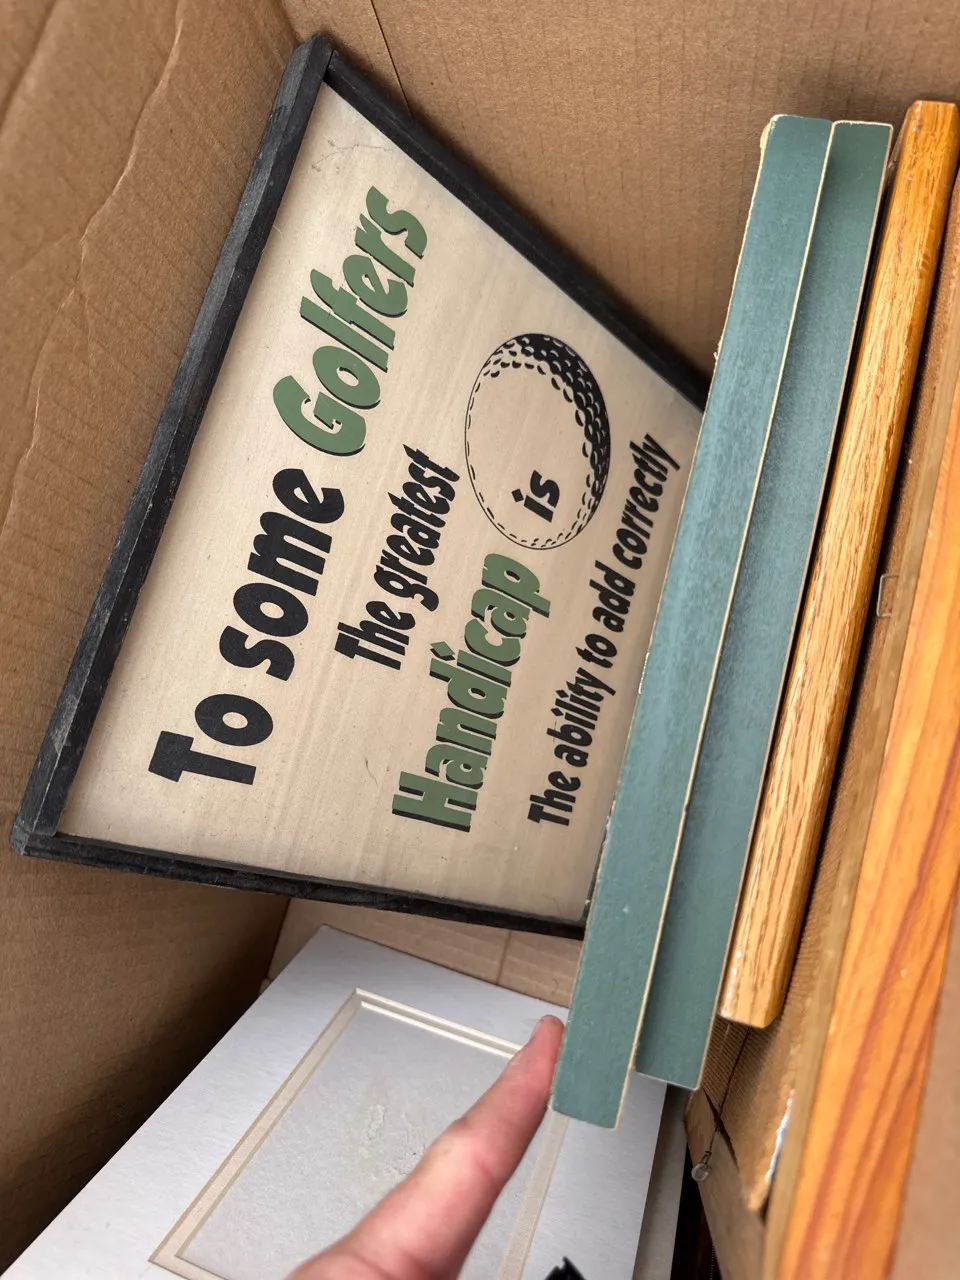 To some Golfers
The greatest
Handicap is
The ability to add correctly